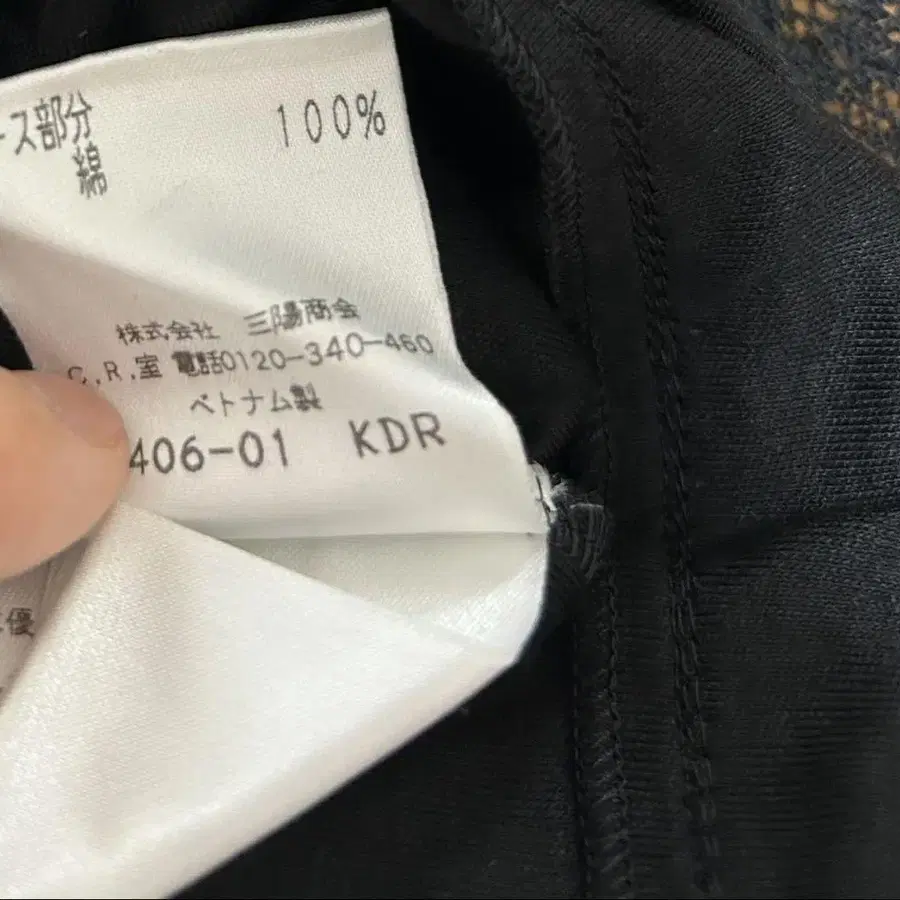 ース部分 100%
綿
株式会社 三陽商会
C.R.室 電話0120-340-460
ベトナム製
406-01 KDR
優